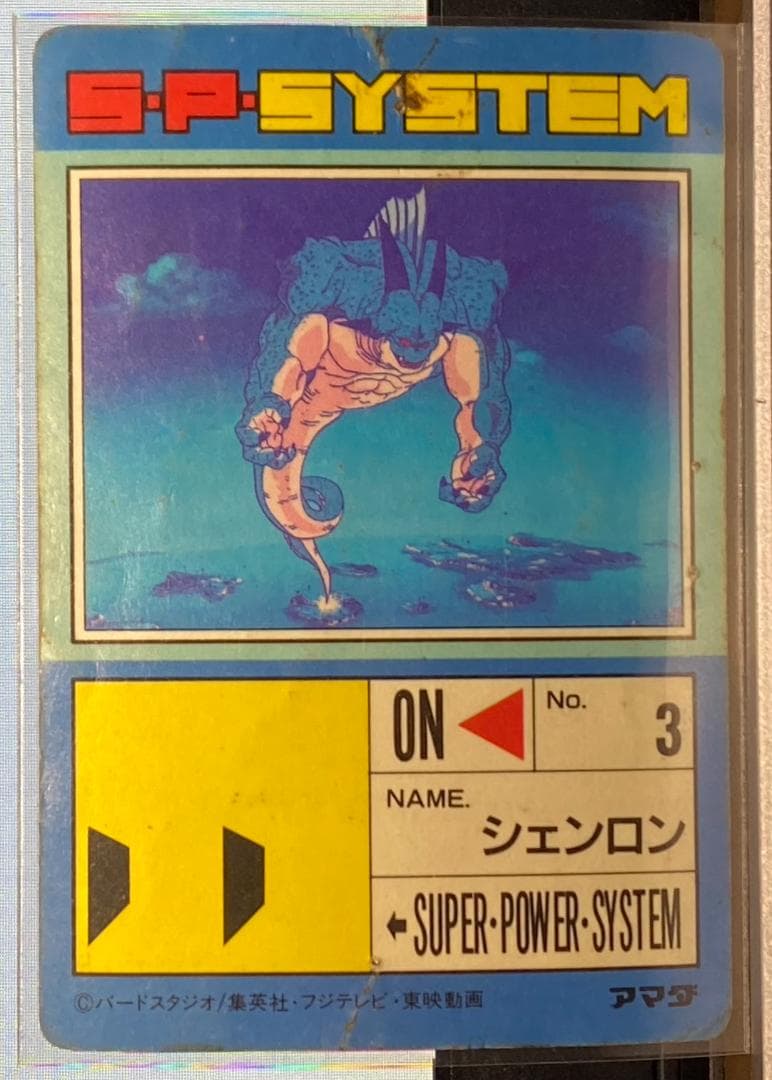 S·P·SYSTEM
ON
No.
3
NAME.
シェンロン
SUPER·POWER·SYSTEM
©バードスタジオ/集英社・フジテレビ・東映動画
アマダ